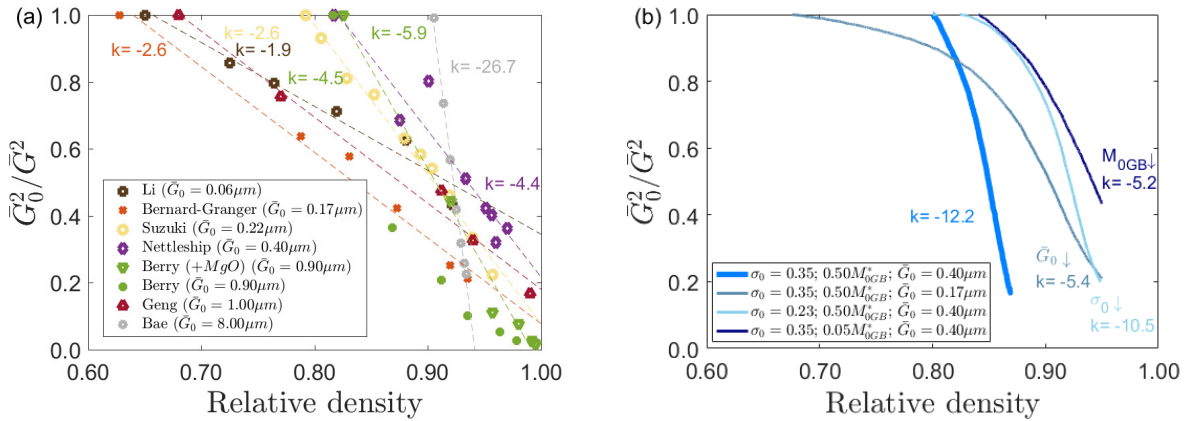 (a)
1.0
0.8
0.6
0.4
0.2
0.0
0.60
0.70
0.80
0.90
1.00
Relative density
Ḡ₀²/Ḡ²
k= -2.6
k= -2.6
k= -1.9
k= -4.5
k= -5.9
k= -26.7
k= -4.4
Li (Ḡ₀ = 0.06μm)
Bernard-Granger (Ḡ₀ = 0.17μm)
Suzuki (Ḡ₀ = 0.22μm)
Nettleship (Ḡ₀ = 0.40μm)
Berry (+MgO) (Ḡ₀ = 0.90μm)
Berry (Ḡ₀ = 0.90μm)
Geng (Ḡ₀ = 1.00μm)
Bae (Ḡ₀ = 8.00μm)
(b)
1.0
0.8
0.6
0.4
0.2
0.0
0.60
0.70
0.80
0.90
1.00
Relative density
Ḡ₀²/Ḡ²
M₀GB↓
k= -5.2
k= -12.2
Ḡ₀ ↓
k= -5.4
σ₀ ↓
k= -10.5
σ₀ = 0.35; 0.50M*₀GB; Ḡ₀ = 0.40μm
σ₀ = 0.35; 0.50M*₀GB; Ḡ₀ = 0.17μm
σ₀ = 0.23; 0.50M*₀GB; Ḡ₀ = 0.40μm
σ₀ = 0.35; 0.05M*₀GB; Ḡ₀ = 0.40μm